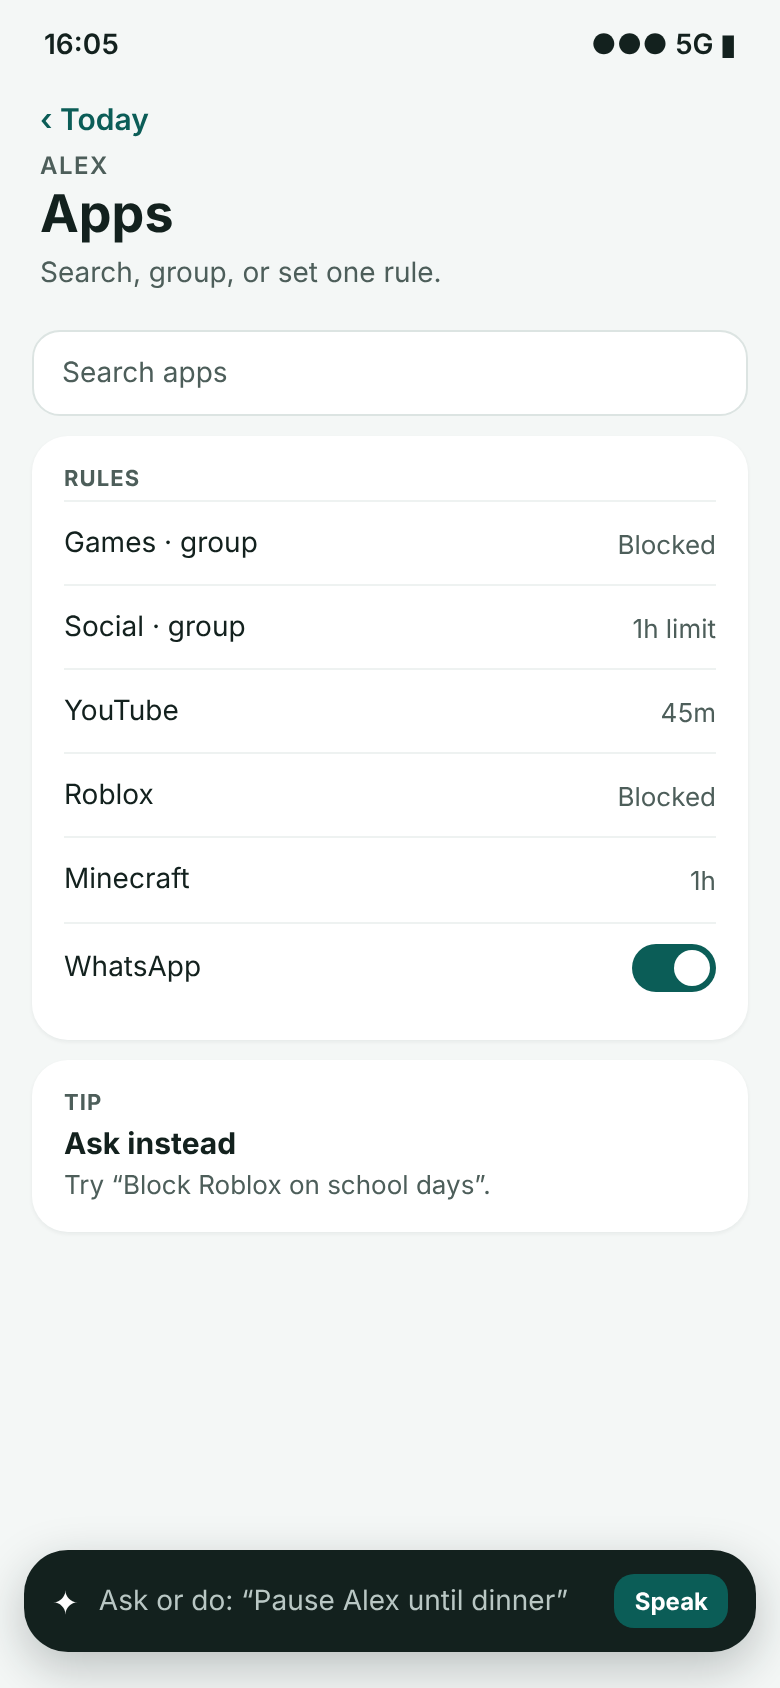 16:05
5G
‹ Today
ALEX
Apps
Search, group, or set one rule.
Search apps
RULES
Games · group Blocked
Social · group 1h limit
YouTube 45m
Roblox Blocked
Minecraft 1h
WhatsApp
TIP
Ask instead
Try “Block Roblox on school days”.
Ask or do: “Pause Alex until dinner” Speak